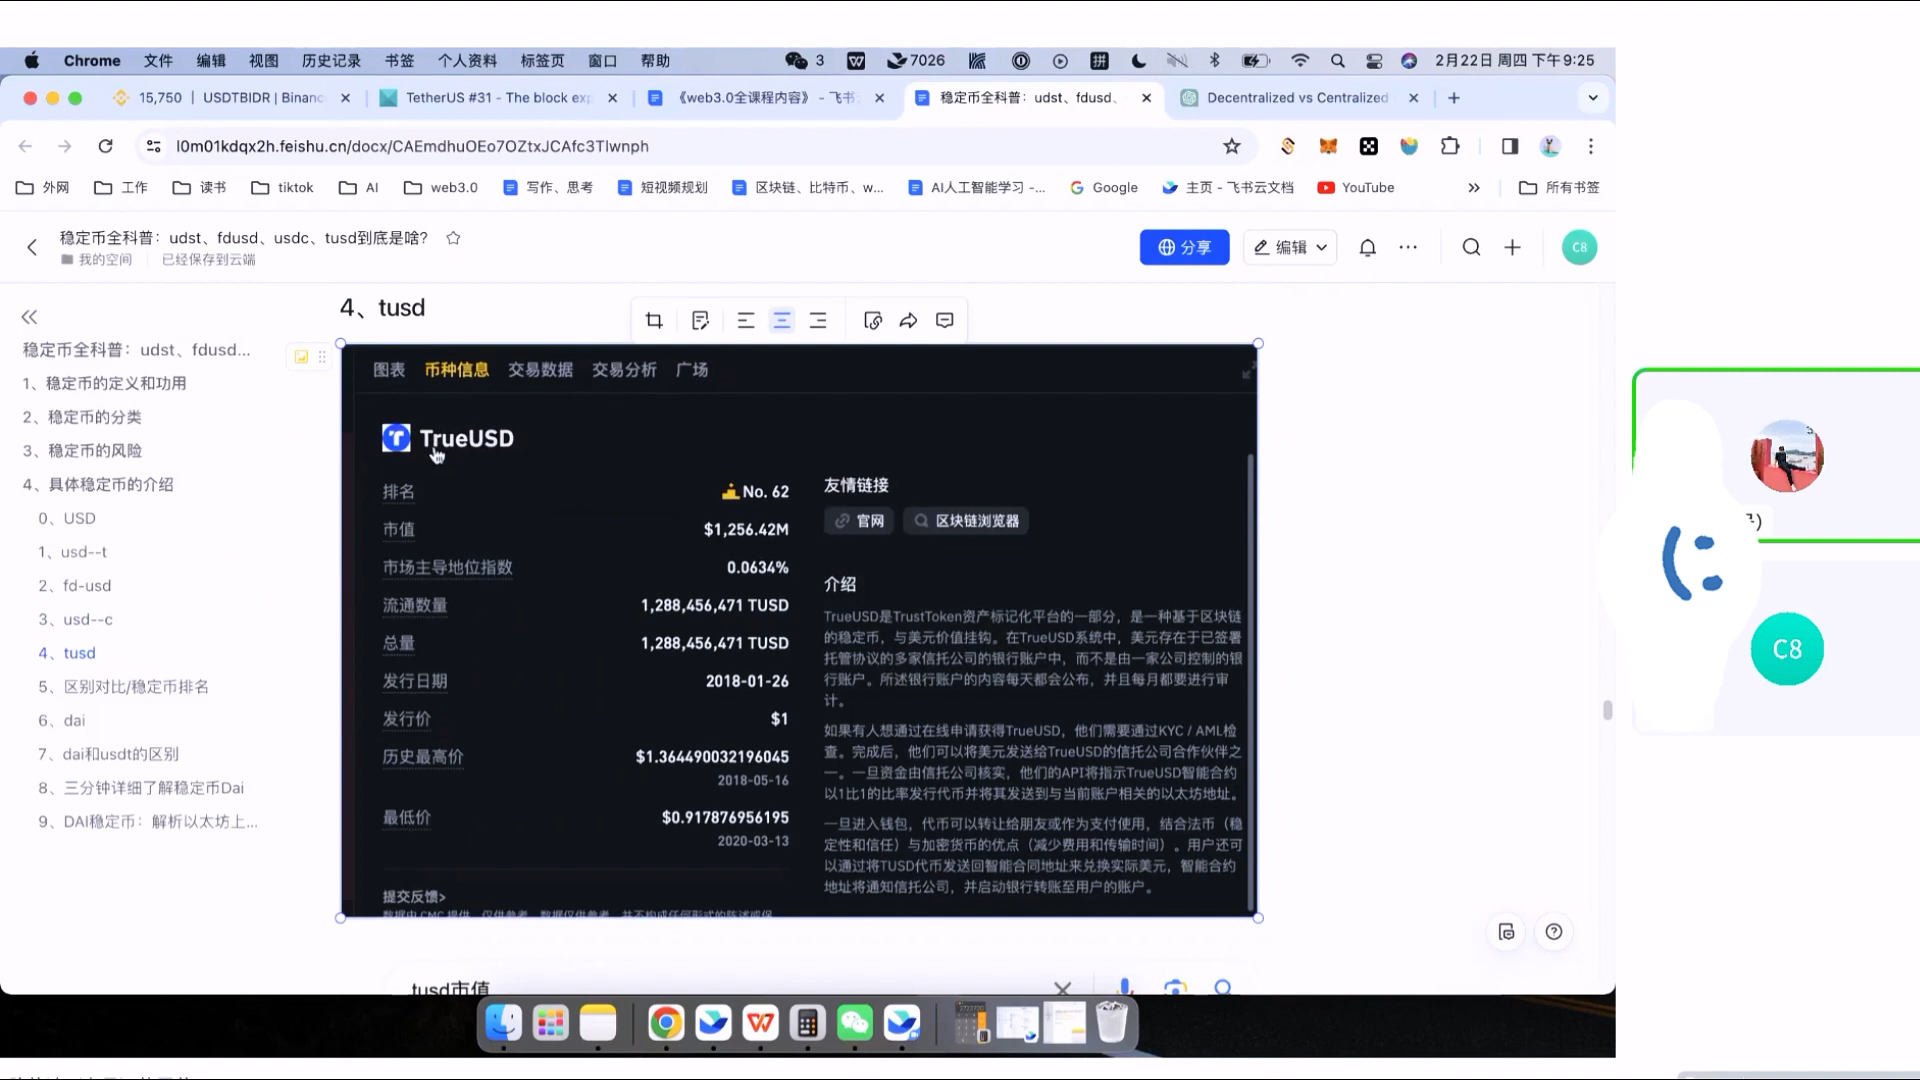 Chrome 文件 编辑 视图 历史记录 书签 个人资料 标签页 窗口 帮助 3 7026 拼 2月22日 周四 下午9:25
15,750 | USDTBIDR | Binanc TetherUS #31 - The block exp 《web3.0全课程内容》 - 飞书 稳定币全科普：udst、fdusd、 Decentralized vs Centralized
l0m01kdqx2h.feishu.cn/docx/CAEmdhuOEo7OZtxJCAfc3TIwnph
外网 工作 读书 tiktok AI web3.0 写作、思考 短视频规划 区块链、比特币、w... AI人工智能学习 -... Google 主页 - 飞书云文档 YouTube 所有书签
稳定币全科普：udst、fdusd、usdc、tusd到底是啥?
我的空间 已经保存到云端
分享 编辑 C8
稳定币全科普：udst、fdusd...
1、稳定币的定义和功用
2、稳定币的分类
3、稳定币的风险
4、具体稳定币的介绍
0、USD
1、usd--t
2、fd-usd
3、usd--c
4、tusd
5、区别对比/稳定币排名
6、dai
7、dai和usdt的区别
8、三分钟详细了解稳定币Dai
9、DAI稳定币：解析以太坊上...
4、tusd
图表 币种信息 交易数据 交易分析 广场
TrueUSD
排名 No. 62
市值 $1,256.42M
市场主导地位指数 0.0634%
流通数量 1,288,456,471 TUSD
总量 1,288,456,471 TUSD
发行日期 2018-01-26
发行价 $1
历史最高价 $1.364490032196045
2018-05-16
最低价 $0.917876956195
2020-03-13
提交反馈>
数据由 CMC 提供，仅供参考。数据仅供参考，并不构成任何形式的陈述或保
友情链接
官网 区块链浏览器
介绍
TrueUSD是TrustToken资产标记化平台的一部分，是一种基于区块链
的稳定币，与美元价值挂钩。在TrueUSD系统中，美元存在于已签署
托管协议的多家信托公司的银行账户中，而不是由一家公司控制的银
行账户。所述银行账户的内容每天都会公布，并且每月都要进行审
计。
如果有人想通过在线申请获得TrueUSD，他们需要通过KYC / AML检
查。完成后，他们可以将美元发送给TrueUSD的信托公司合作伙伴之
一。一旦资金由信托公司核实，他们的API将指示TrueUSD智能合约
以1比1的比率发行代币并将其发送到与当前账户相关的以太坊地址。
一旦进入钱包，代币可以转让给朋友或作为支付使用，结合法币（稳
定性和信任）与加密货币的优点（减少费用和传输时间）。用户还可
以通过将TUSD代币发送回智能合同地址来兑换实际美元，智能合约
地址将通知信托公司，并启动银行转账至用户的账户。
tusd市值
C8